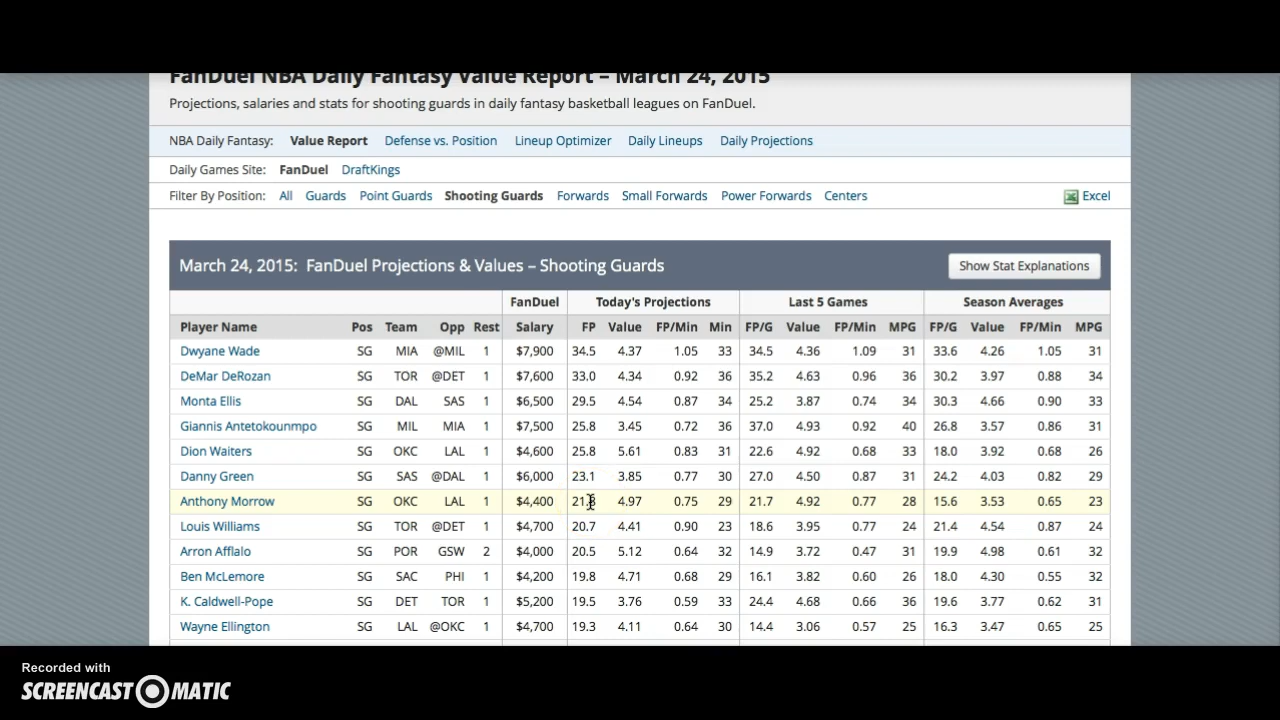 FanDuel NBA Daily Fantasy Value Report – March 24, 2015
Projections, salaries and stats for shooting guards in daily fantasy basketball leagues on FanDuel.
NBA Daily Fantasy: Value Report Defense vs. Position Lineup Optimizer Daily Lineups Daily Projections
Daily Games Site: FanDuel DraftKings
Filter By Position: All Guards Point Guards Shooting Guards Forwards Small Forwards Power Forwards Centers Excel
March 24, 2015: FanDuel Projections & Values – Shooting Guards Show Stat Explanations
FanDuel Today's Projections Last 5 Games Season Averages
Player Name Pos Team Opp Rest Salary FP Value FP/Min Min FP/G Value FP/Min MPG FP/G Value FP/Min MPG
Dwyane Wade SG MIA @MIL 1 $7,900 34.5 4.37 1.05 33 34.5 4.36 1.09 31 33.6 4.26 1.05 31
DeMar DeRozan SG TOR @DET 1 $7,600 33.0 4.34 0.92 36 35.2 4.63 0.96 36 30.2 3.97 0.88 34
Monta Ellis SG DAL SAS 1 $6,500 29.5 4.54 0.87 34 25.2 3.87 0.74 34 30.3 4.66 0.90 33
Giannis Antetokounmpo SG MIL MIA 1 $7,500 25.8 3.45 0.72 36 37.0 4.93 0.92 40 26.8 3.57 0.86 31
Dion Waiters SG OKC LAL 1 $4,600 25.8 5.61 0.83 31 22.6 4.92 0.68 33 18.0 3.92 0.68 26
Danny Green SG SAS @DAL 1 $6,000 23.1 3.85 0.77 30 27.0 4.50 0.87 31 24.2 4.03 0.82 29
Anthony Morrow SG OKC LAL 1 $4,400 4.97 0.75 29 21.7 4.92 0.77 28 15.6 3.53 0.65 23
Louis Williams SG TOR @DET 1 $4,700 20.7 4.41 0.90 23 18.6 3.95 0.77 24 21.4 4.54 0.87 24
Arron Afflalo SG POR GSW 2 $4,000 20.5 5.12 0.64 32 14.9 3.72 0.47 31 19.9 4.98 0.61 32
Ben McLemore SG SAC PHI 1 $4,200 19.8 4.71 0.68 29 16.1 3.82 0.60 26 18.0 4.30 0.55 32
K. Caldwell-Pope SG DET TOR 1 $5,200 19.5 3.76 0.59 33 24.4 4.68 0.66 36 19.6 3.77 0.62 31
Wayne Ellington SG LAL @OKC 1 $4,700 19.3 4.11 0.64 30 14.4 3.06 0.57 25 16.3 3.47 0.65 25
Recorded with
SCREENCAST MATIC